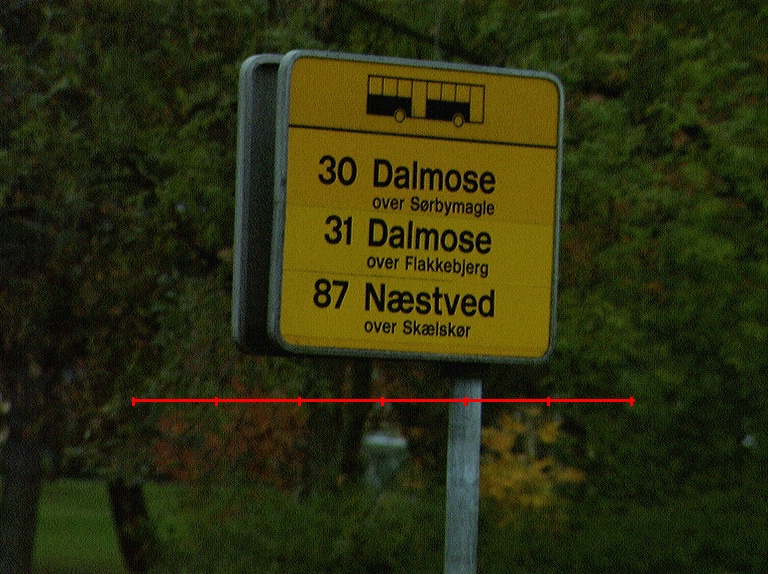 30 Dalmose
over Sørbymagle
31 Dalmose
over Flakkebjerg
87 Næstved
over Skælskør